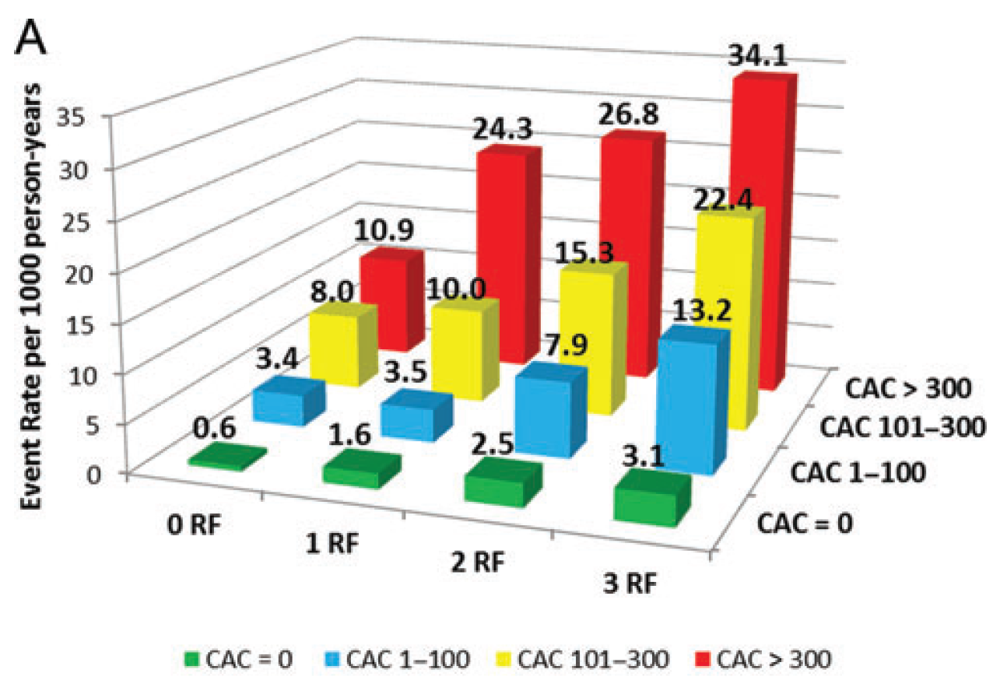 A
Event Rate per 1000 person-years
35
30
25
20
15
10
5
0
34.1
26.8
24.3
10.9
22.4
15.3
10.0
8.0
13.2
7.9
3.5
3.4
3.1
2.5
1.6
0.6
CAC > 300
CAC 101–300
CAC 1–100
CAC = 0
0 RF
1 RF
2 RF
3 RF
CAC = 0 CAC 1–100 CAC 101–300 CAC > 300